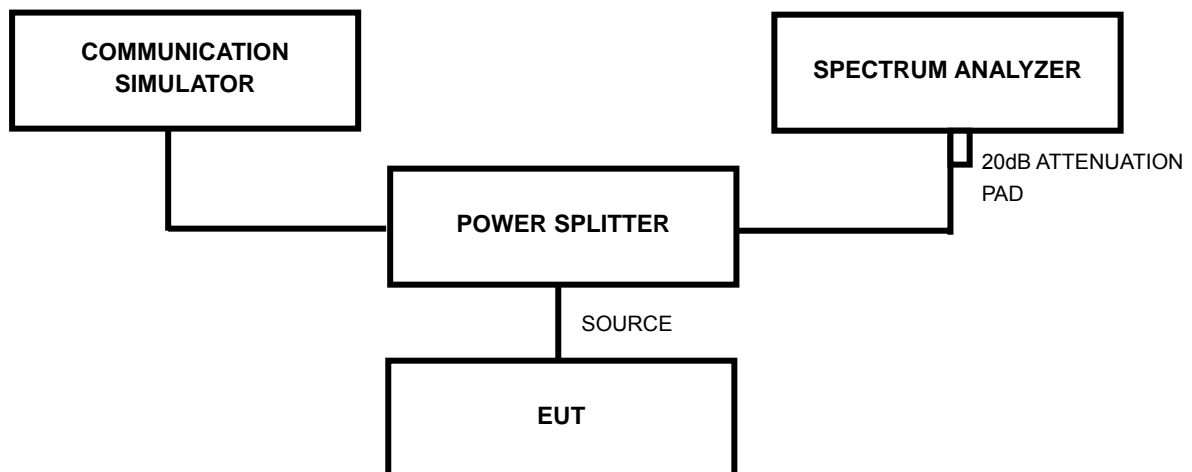 COMMUNICATION
SIMULATOR
SPECTRUM ANALYZER
20dB ATTENUATION
PAD
POWER SPLITTER
SOURCE
EUT